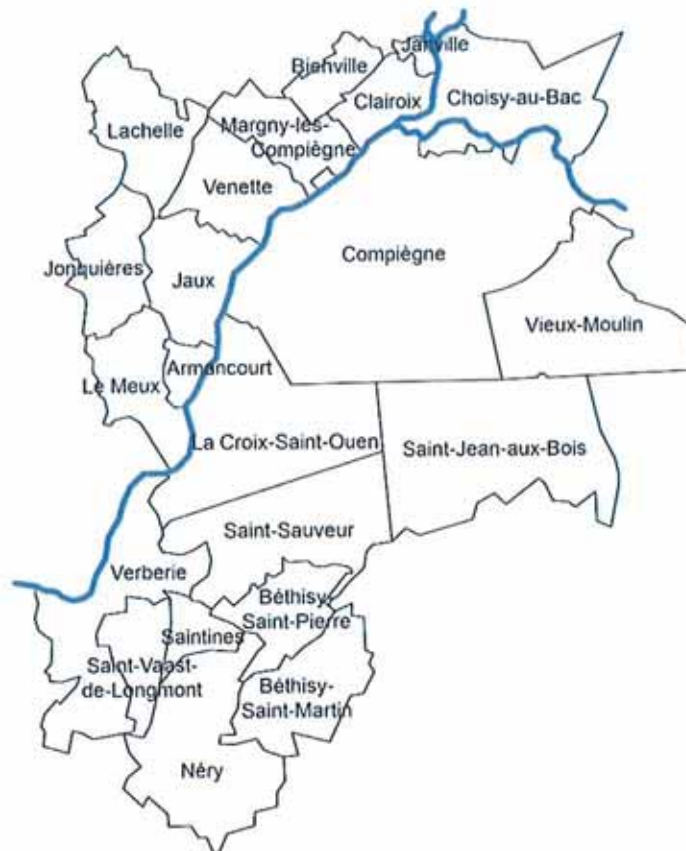 Janville
Bienville
Clairoix
Choisy-au-Bac
Lachelle
Margny-lès-
Compiègne
Venette
Compiègne
Jonquières
Jaux
Vieux-Moulin
Armancourt
Le Meux
La Croix-Saint-Ouen
Saint-Jean-aux-Bois
Saint-Sauveur
Verberie
Béthisy-
Saint-Pierre
Saintines
Saint-Vaast-
de-Longmont
Béthisy-
Saint-Martin
Néry